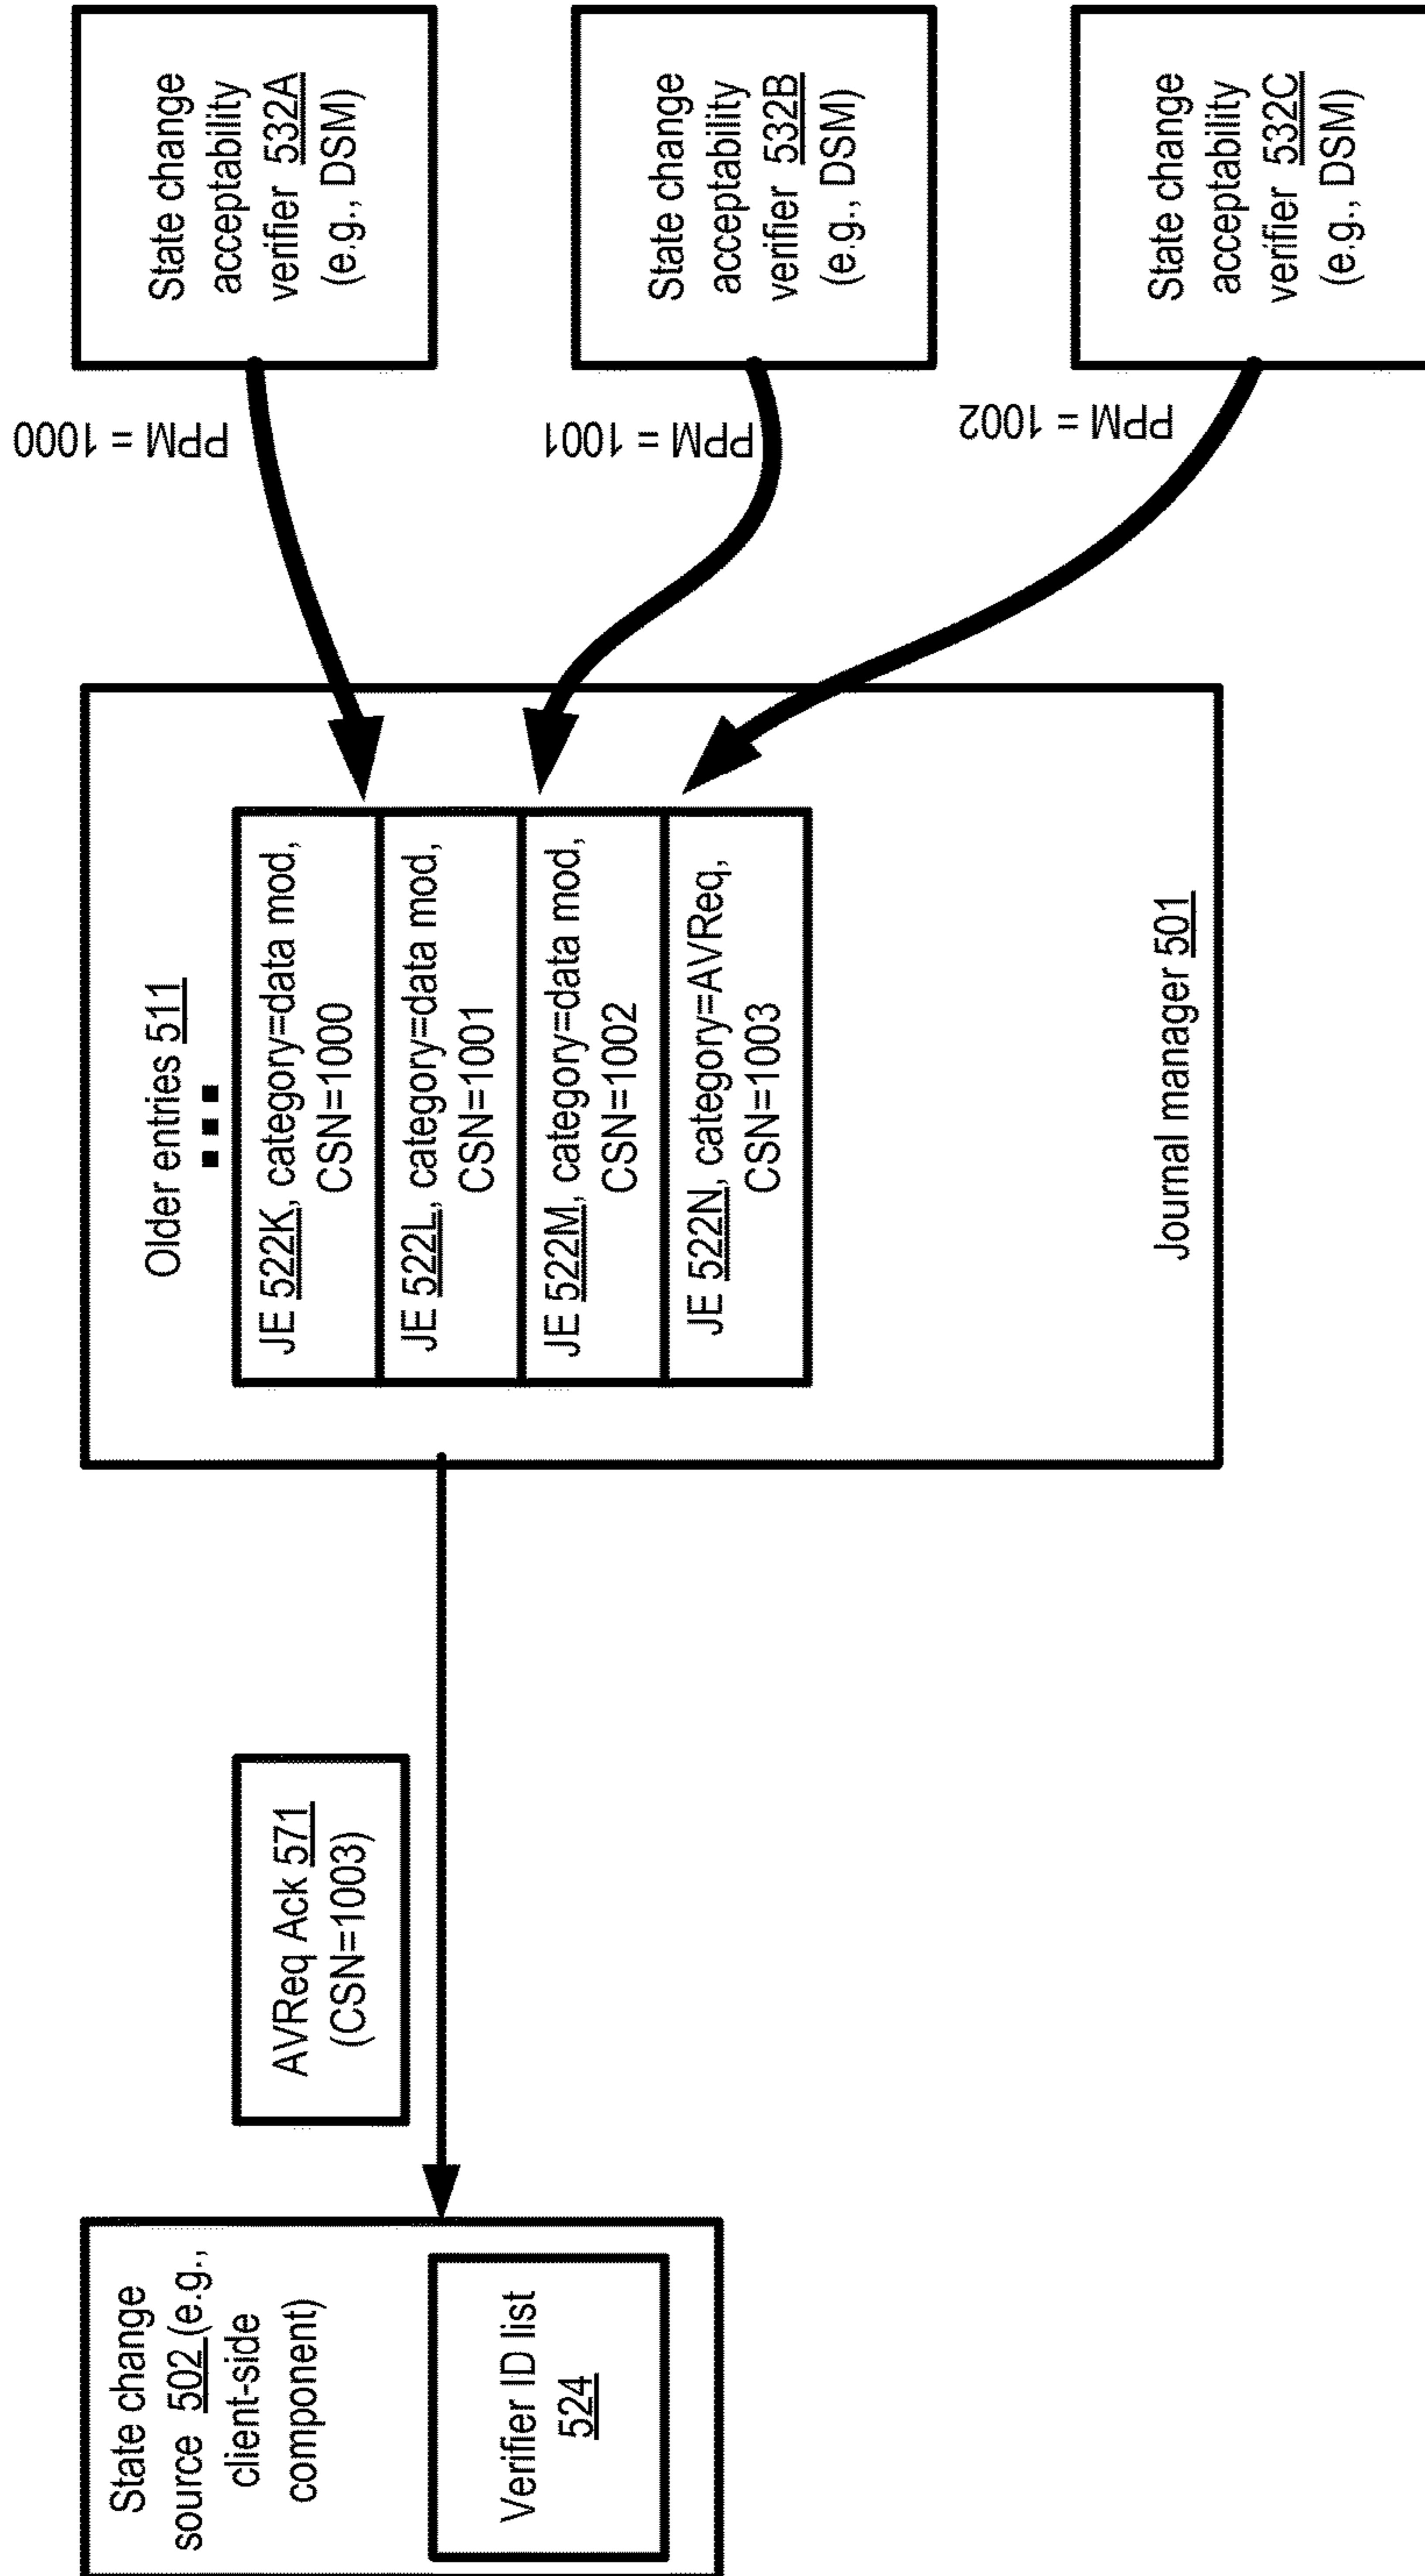 State change
source 502 (e.g.,
client-side
component)
Verifier ID list
524
AVReq Ack 571
(CSN=1003)
Older entries 511
JE 522K, category=data mod,
CSN=1000
JE 522L, category=data mod,
CSN=1001
JE 522M, category=data mod,
CSN=1002
JE 522N, category=AVReq,
CSN=1003
Journal manager 501
PPM = 1000
PPM = 1001
PPM = 1002
State change
acceptability
verifier 532A
(e.g., DSM)
State change
acceptability
verifier 532B
(e.g., DSM)
State change
acceptability
verifier 532C
(e.g., DSM)